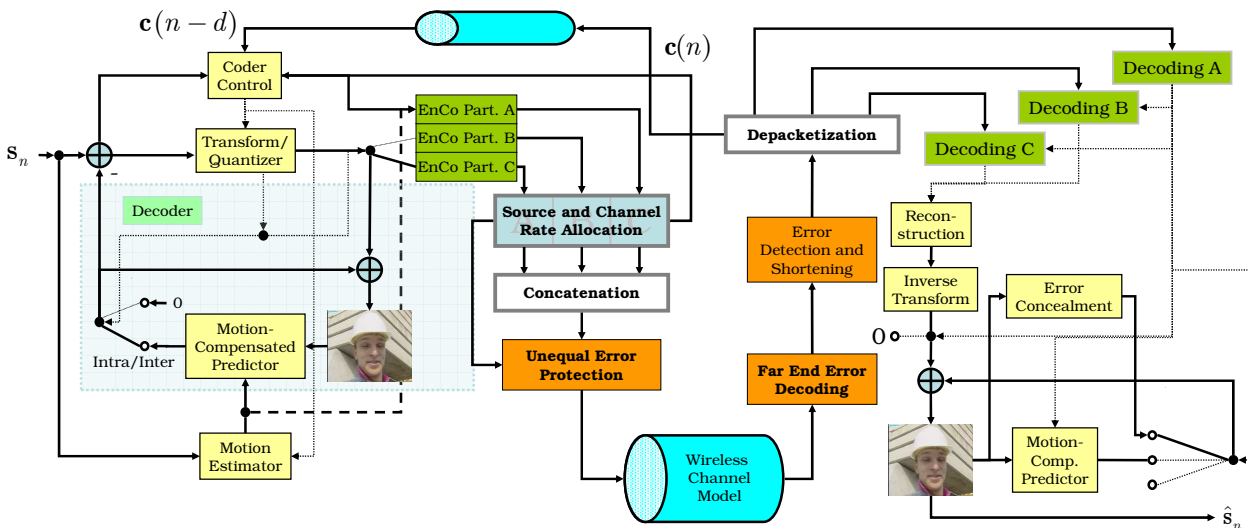 c(n − d)
c(n)
Coder
Control
Decoding A
EnCo Part. A
Decoding B
EnCo Part. B
Depacketization
Transform/
Quantizer
Decoding C
s_n
EnCo Part. C
-
Decoder
Source and Channel
Rate Allocation
A B C
Recon-
struction
Error
Detection and
Shortening
Inverse
Transform
Error
Concealment
Concatenation
0
Motion-
Compensated
Predictor
0
Intra/Inter
Unequal Error
Protection
Far End Error
Decoding
Motion
Estimator
Wireless
Channel
Model
Motion-
Comp.
Predictor
ŝ_n